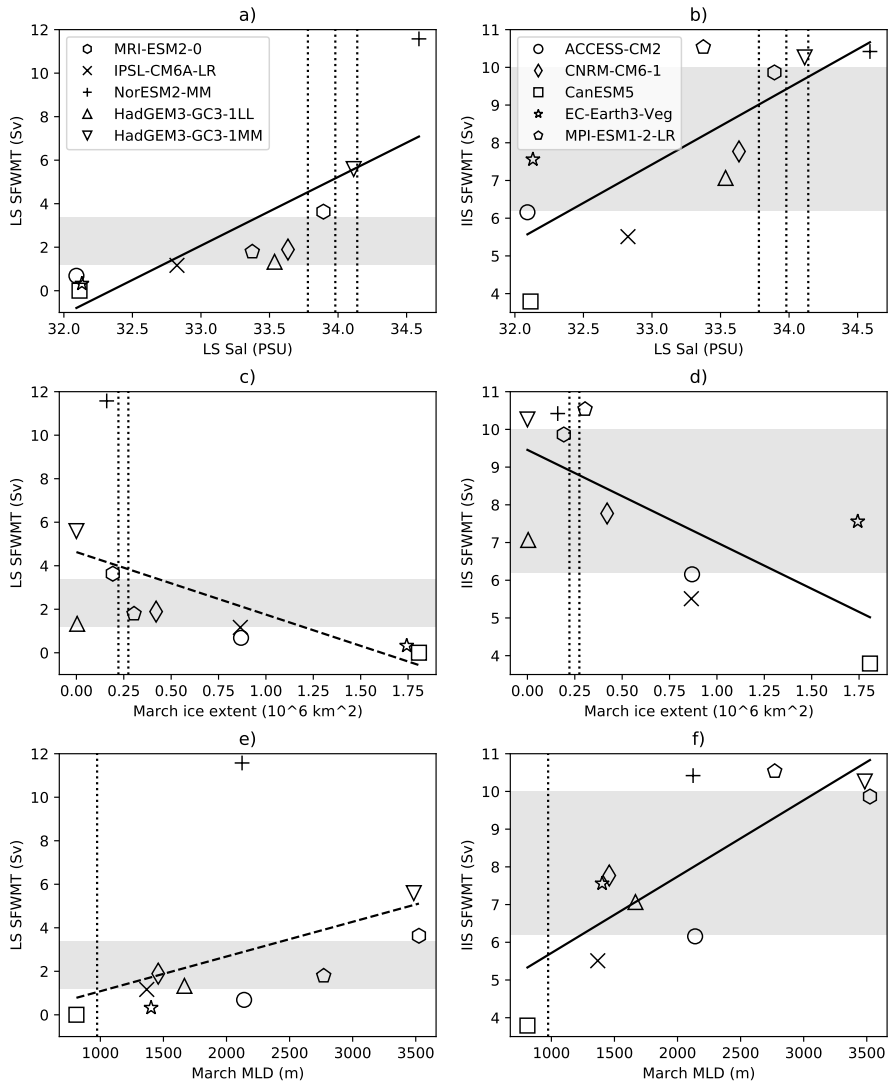 a)
12
10
8
6
4
2
0
LS SFWMT (Sv)
MRI-ESM2-0
IPSL-CM6A-LR
NorESM2-MM
HadGEM3-GC3-1LL
HadGEM3-GC3-1MM
32.0 32.5 33.0 33.5 34.0 34.5
LS Sal (PSU)
b)
11
10
9
8
7
6
5
4
IIS SFWMT (Sv)
ACCESS-CM2
CNRM-CM6-1
CanESM5
EC-Earth3-Veg
MPI-ESM1-2-LR
32.0 32.5 33.0 33.5 34.0 34.5
LS Sal (PSU)
c)
12
10
8
6
4
2
0
LS SFWMT (Sv)
0.00 0.25 0.50 0.75 1.00 1.25 1.50 1.75
March ice extent (10^6 km^2)
d)
11
10
9
8
7
6
5
4
IIS SFWMT (Sv)
0.00 0.25 0.50 0.75 1.00 1.25 1.50 1.75
March ice extent (10^6 km^2)
e)
12
10
8
6
4
2
0
LS SFWMT (Sv)
1000 1500 2000 2500 3000 3500
March MLD (m)
f)
11
10
9
8
7
6
5
4
IIS SFWMT (Sv)
1000 1500 2000 2500 3000 3500
March MLD (m)